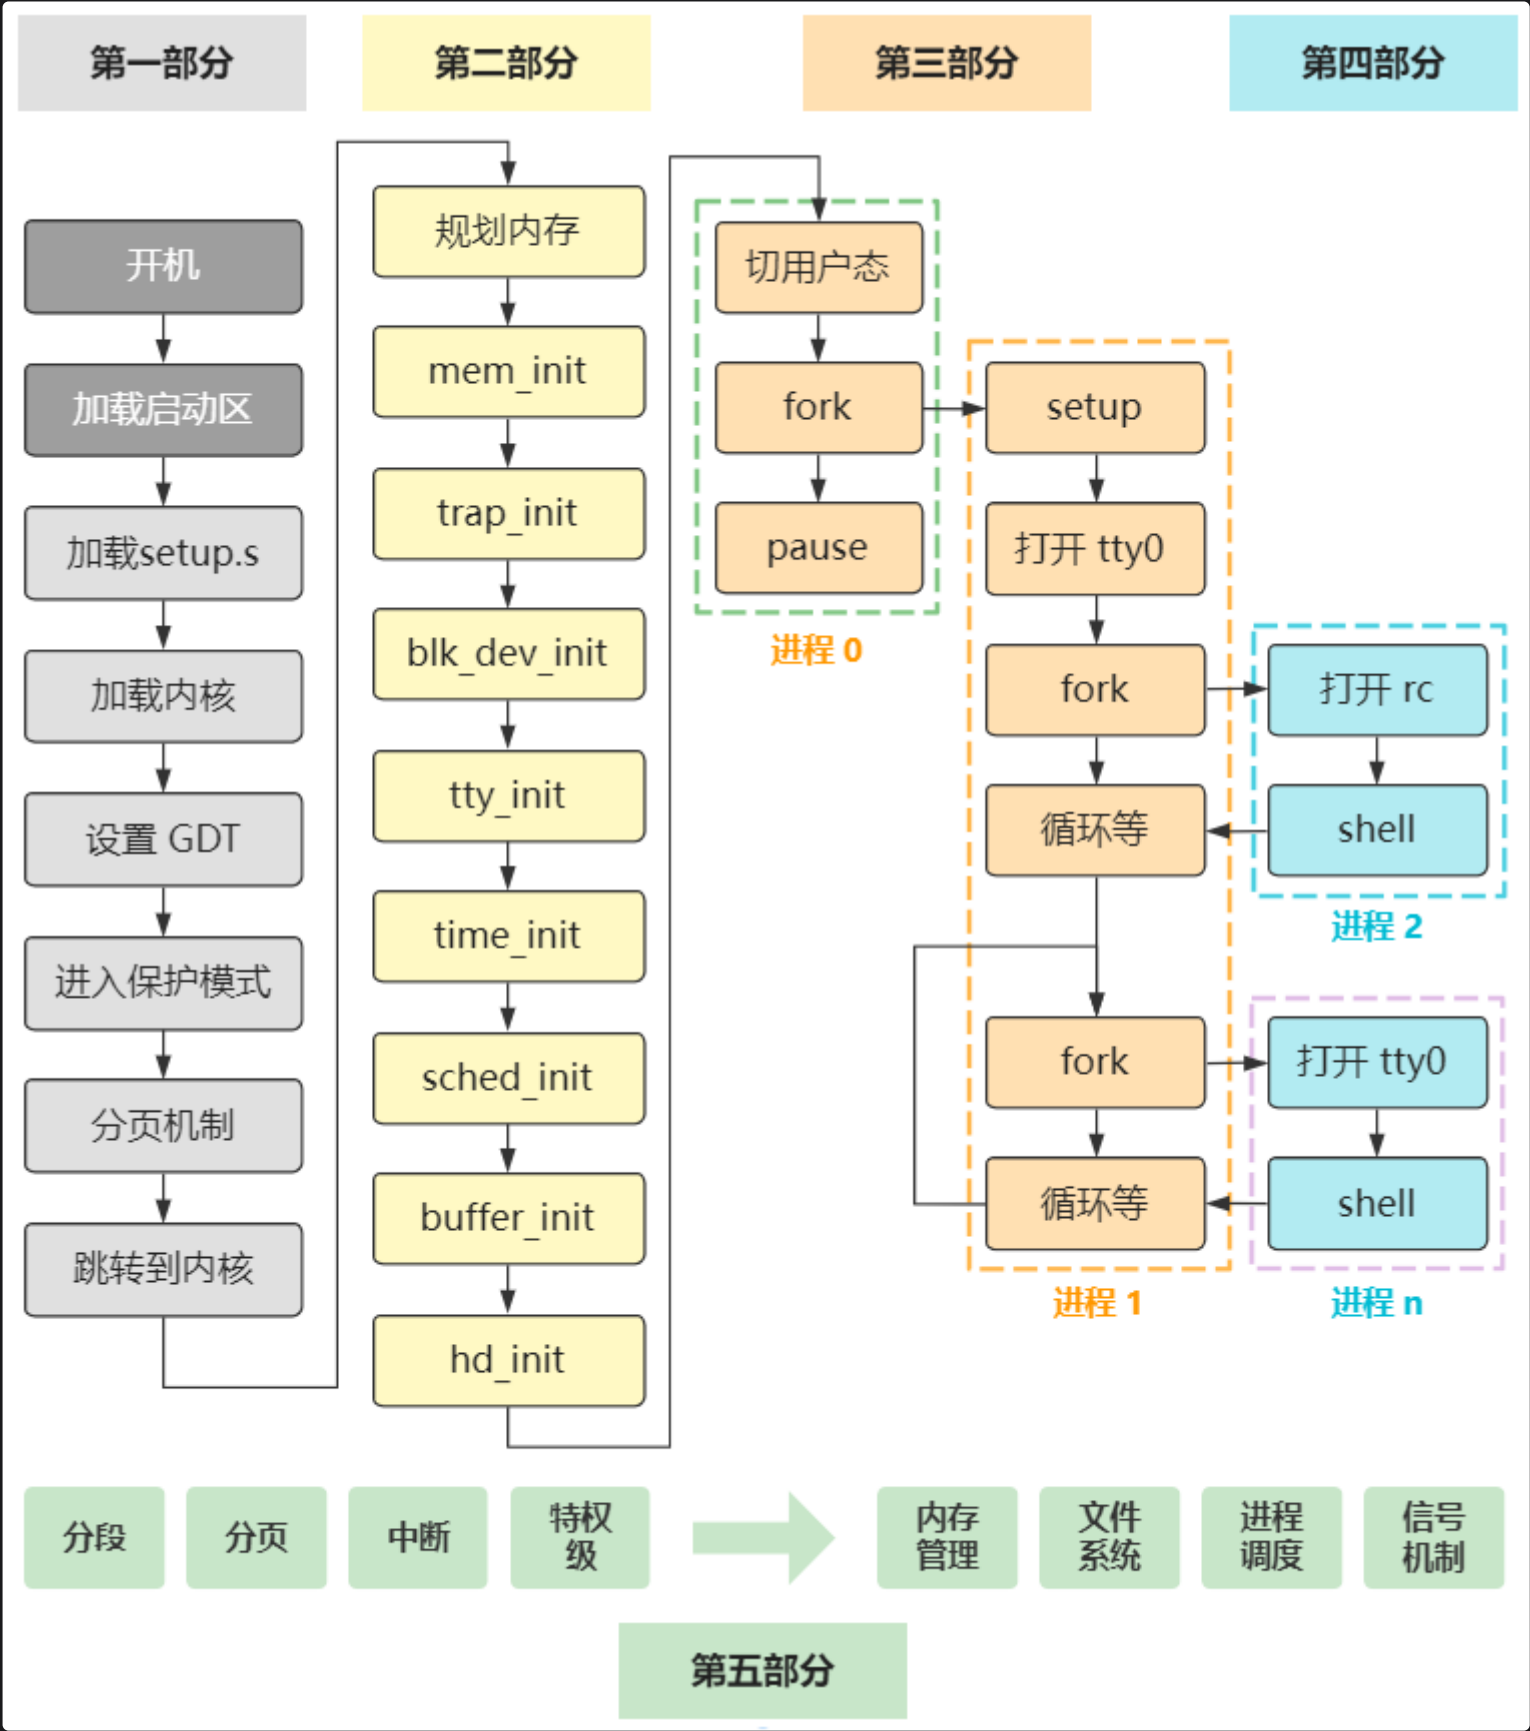 第一部分
第二部分
第三部分
第四部分
开机
加载启动区
加载setup.s
加载内核
设置 GDT
进入保护模式
分页机制
跳转到内核
规划内存
mem_init
trap_init
blk_dev_init
tty_init
time_init
sched_init
buffer_init
hd_init
切用户态
fork
pause
进程 0
setup
打开 tty0
fork
循环等
fork
循环等
进程 1
打开 rc
shell
进程 2
打开 tty0
shell
进程 n
分段
分页
中断
特权
级
内存
管理
文件
系统
进程
调度
信号
机制
第五部分